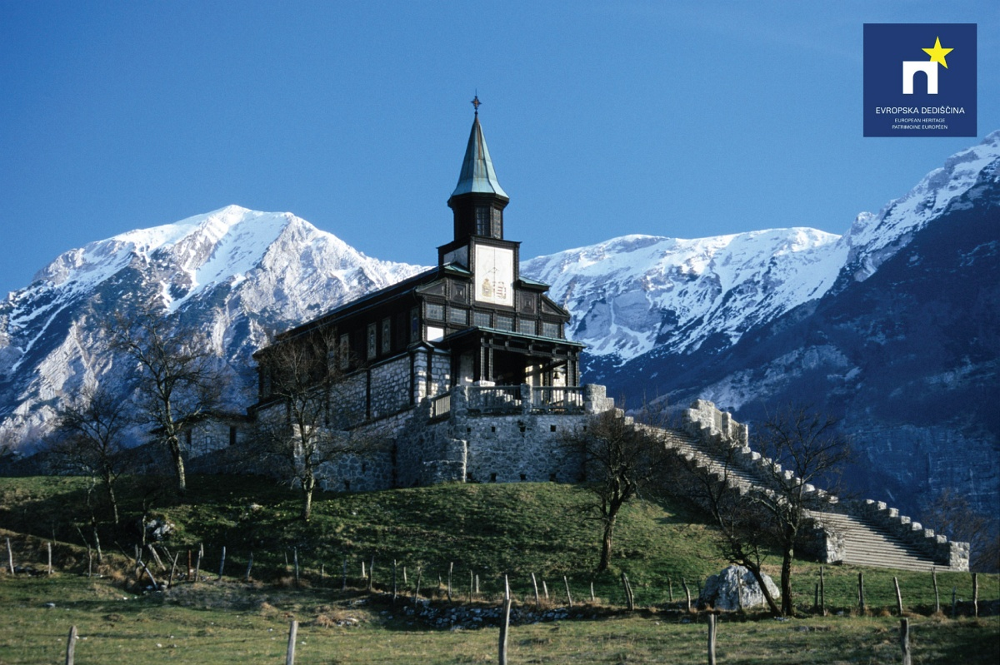 EVROPSKA DEDIŠČINA
EUROPEAN HERITAGE
PATRIMOINE EUROPÉEN